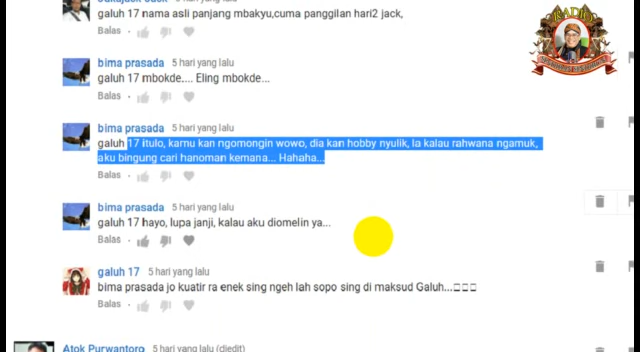 galuh 17 nama asli panjang mbakyu,cuma panggilan hari2 jack,
Balas
bima prasada 5 hari yang lalu
galuh 17 mbokde.... Eling mbokde...
Balas
bima prasada 5 hari yang lalu
galuh 17 itulo, kamu kan ngomongin wowo, dia kan hobby nyulik, la kalau rahwana ngamuk,
aku bingung cari hanoman kemana... Hahaha...
Balas
bima prasada 5 hari yang lalu
galuh 17 hayo, lupa janji, kalau aku diomelin ya...
Balas
galuh 17 5 hari yang lalu
bima prasada jo kuatir ra enek sing ngeh lah sopo sing di maksud Galuh...□□□
Balas
Atok Purwantoro 5 hari yang lalu (diedit)